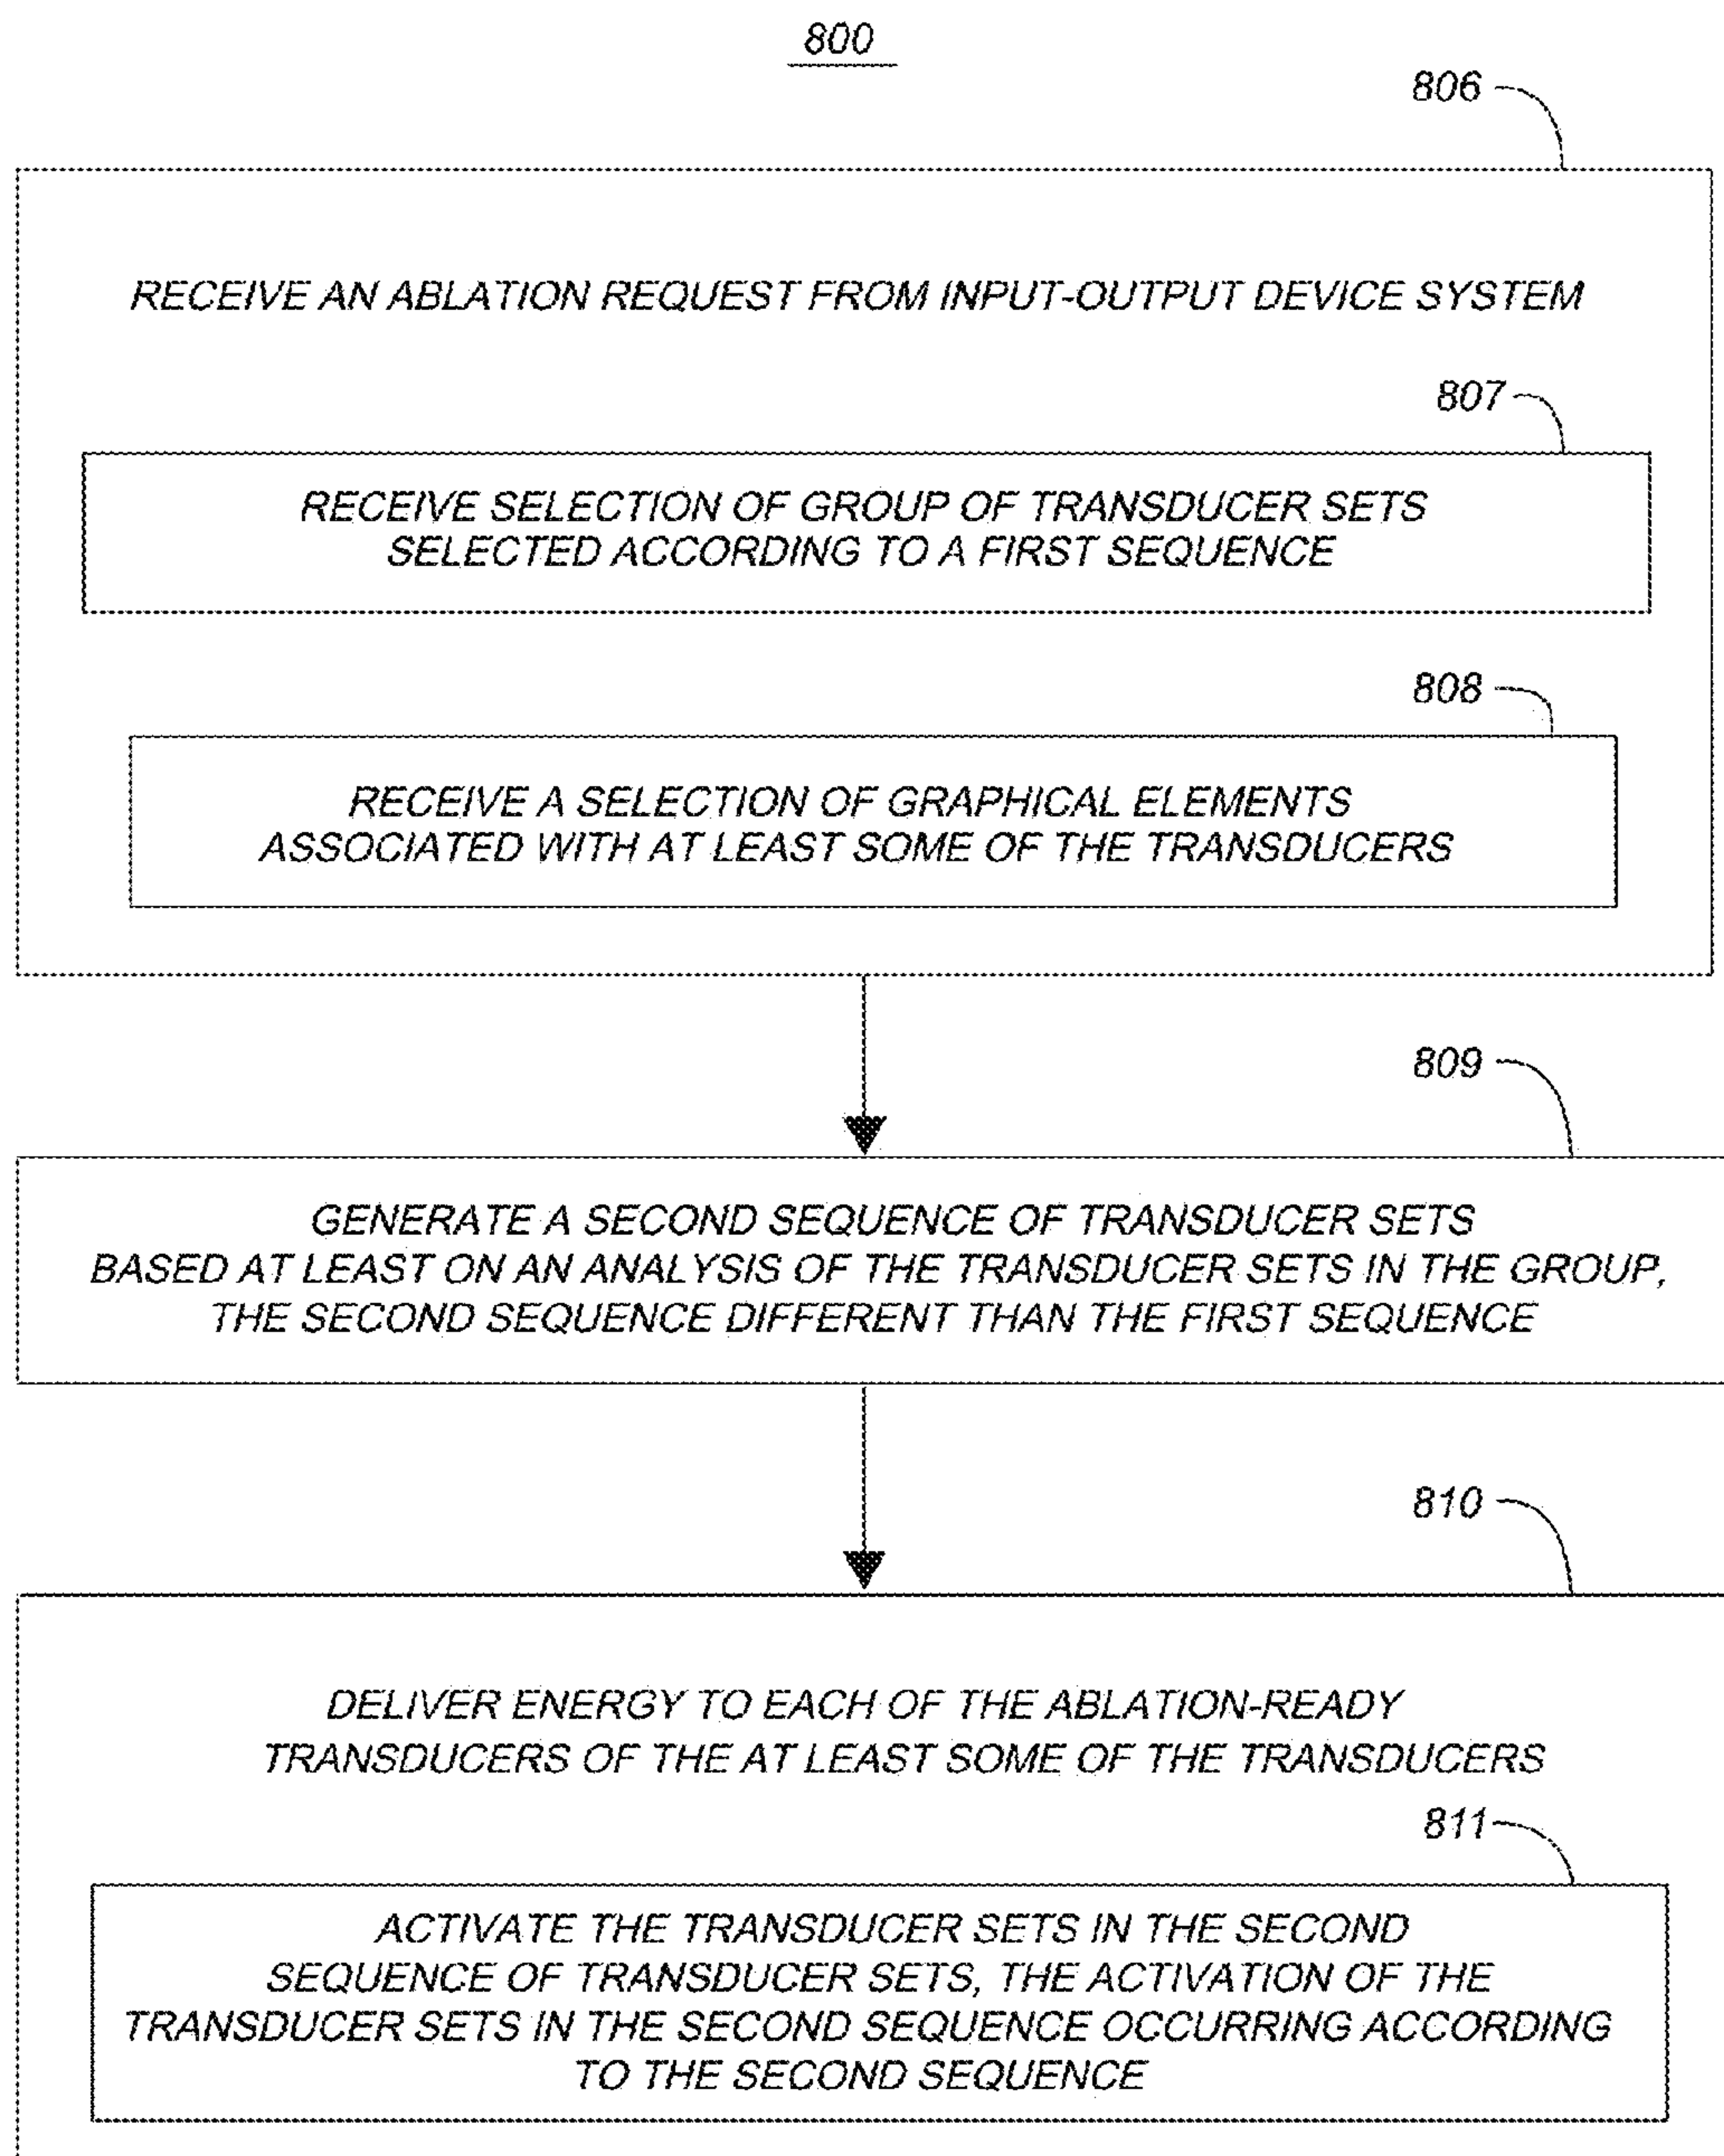 800
806
RECEIVE AN ABLATION REQUEST FROM INPUT-OUTPUT DEVICE SYSTEM
807
RECEIVE SELECTION OF GROUP OF TRANSDUCER SETS
SELECTED ACCORDING TO A FIRST SEQUENCE
808
RECEIVE A SELECTION OF GRAPHICAL ELEMENTS
ASSOCIATED WITH AT LEAST SOME OF THE TRANSDUCERS
809
GENERATE A SECOND SEQUENCE OF TRANSDUCER SETS
BASED AT LEAST ON AN ANALYSIS OF THE TRANSDUCER SETS IN THE GROUP,
THE SECOND SEQUENCE DIFFERENT THAN THE FIRST SEQUENCE
810
DELIVER ENERGY TO EACH OF THE ABLATION-READY
TRANSDUCERS OF THE AT LEAST SOME OF THE TRANSDUCERS
811
ACTIVATE THE TRANSDUCER SETS IN THE SECOND
SEQUENCE OF TRANSDUCER SETS, THE ACTIVATION OF THE
TRANSDUCER SETS IN THE SECOND SEQUENCE OCCURRING ACCORDING
TO THE SECOND SEQUENCE